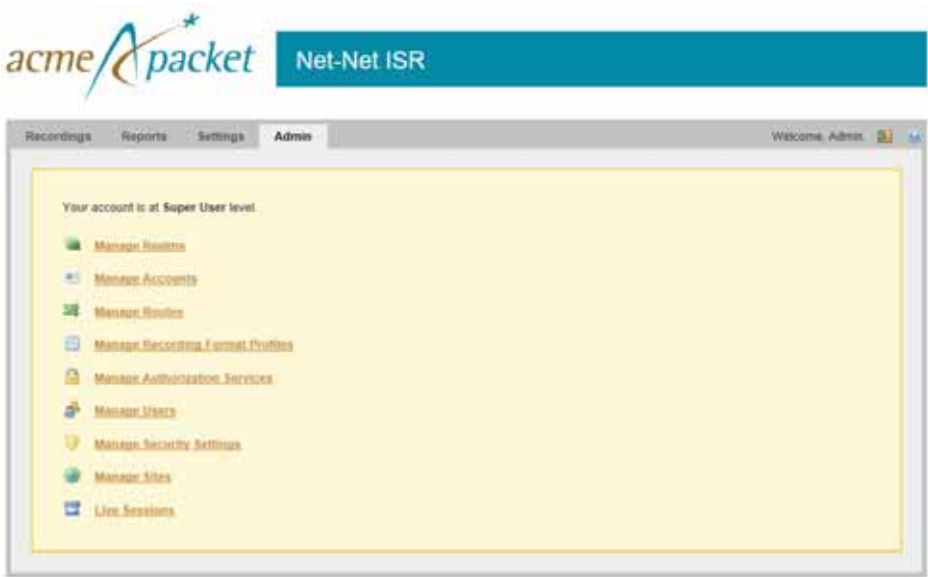 acme packet
Net-Net ISR
Recordings Reports Settings Admin Welcome, Admin.
Your account is at Super User level.
Manage Realms
Manage Accounts
Manage Routes
Manage Recording Format Profiles
Manage Authorization Services
Manage Users
Manage Security Settings
Manage Sites
Live Sessions